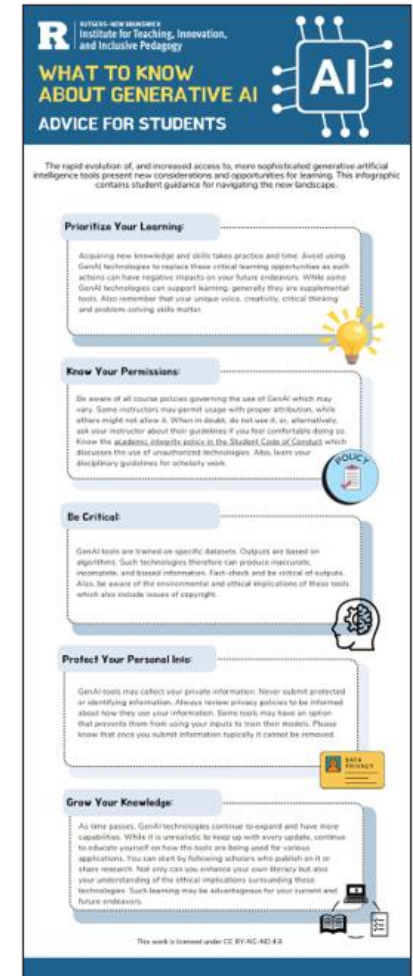 R
RUTGERS–NEW BRUNSWICK
Institute for Teaching, Innovation,
and Inclusive Pedagogy
WHAT TO KNOW
ABOUT GENERATIVE AI
ADVICE FOR STUDENTS
AI
The rapid evolution of, and increased access to, more sophisticated generative artificial
intelligence tools present new considerations and opportunities for learning. This infographic
contains student guidance for navigating the new landscape.
Prioritize Your Learning:
Acquiring new knowledge and skills takes practice and time. Avoid using
GenAI technologies to replace these critical learning opportunities as such
actions can have negative impacts on your future endeavors. While some
GenAI technologies can support learning, generally they are supplemental
tools. Also remember that your unique voice, creativity, critical thinking
and problem-solving skills matter.
Know Your Permissions:
Be aware of all course policies governing the use of GenAI which may
vary. Some instructors may permit usage with proper attribution, while
others might not allow it. When in doubt, do not use it, or, alternatively,
ask your instructor about their guidelines if you feel comfortable doing so.
Know the academic integrity policy in the Student Code of Conduct which
discusses the use of unauthorized technologies. Also, learn your
disciplinary guidelines for scholarly work.
POLICY
Be Critical:
GenAI tools are trained on specific datasets. Outputs are based on
algorithms. Such technologies therefore can produce inaccurate,
incomplete, and biased information. Fact-check and be critical of outputs.
Also, be aware of the environmental and ethical implications of these tools
which also include issues of copyright.
Protect Your Personal Info:
GenAI tools may collect your private information. Never submit protected
or identifying information. Always review privacy policies to be informed
about how they use your information. Some tools may have an option
that prevents them from using your inputs to train their models. Please
know that once you submit information typically it cannot be removed.
DATA
PRIVACY
Grow Your Knowledge:
As time passes, GenAI technologies continue to expand and have more
capabilities. While it is unrealistic to keep up with every update, continue
to educate yourself on how the tools are being used for various
applications. You can start by following scholars who publish on it or
share research. Not only can you enhance your own literacy but also
your understanding of the ethical implications surrounding these
technologies. Such learning may be advantageous for your current and
future endeavors.
This work is licensed under CC BY-NC-ND 4.0